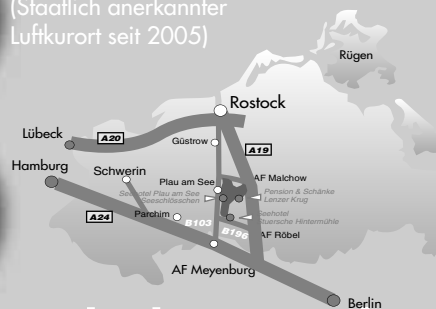 (Staatlich anerkannter
Luftkurort seit 2005)
Rügen
Rostock
Lübeck
A20
Güstrow
A19
Hamburg
Schwerin
Plau am See
AF Malchow
Seehotel Plau am See
Seeschlösschen
Pension & Schänke
Lenzer Krug
A24
Parchim
B103
B198
Seehotel
Stuersche Hintermühle
AF Röbel
AF Meyenburg
Berlin